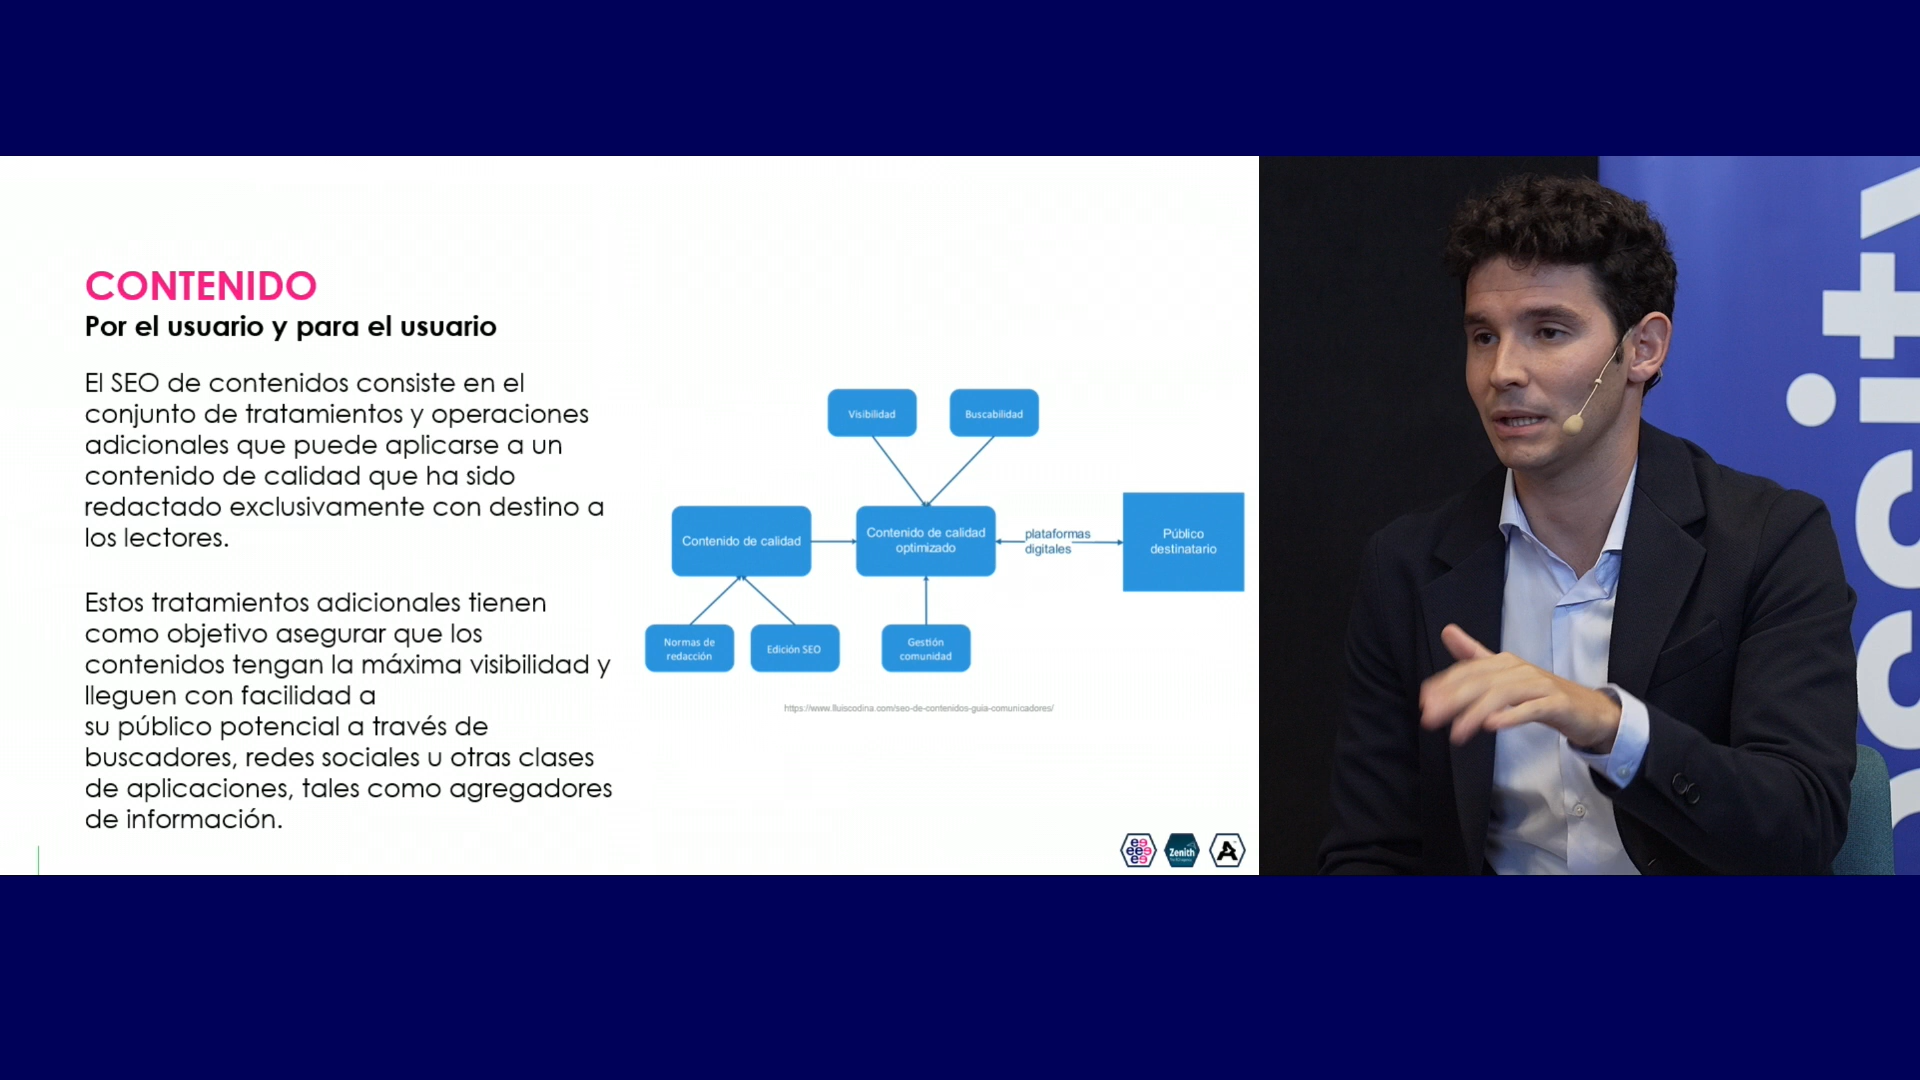 CONTENIDO
Por el usuario y para el usuario
El SEO de contenidos consiste en el
conjunto de tratamientos y operaciones
adicionales que puede aplicarse a un
contenido de calidad que ha sido
redactado exclusivamente con destino a
los lectores.
Estos tratamientos adicionales tienen
como objetivo asegurar que los
contenidos tengan la máxima visibilidad y
lleguen con facilidad a
su público potencial a través de
buscadores, redes sociales u otras clases
de aplicaciones, tales como agregadores
de información.
Visibilidad
Buscabilidad
Contenido de calidad
Contenido de calidad
optimizado
plataformas
digitales
Público
destinatario
Normas de
redacción
Edición SEO
Gestión
comunidad
https://www.lluiscodina.com/seo-de-contenidos-guia-comunicadores/
Zenith